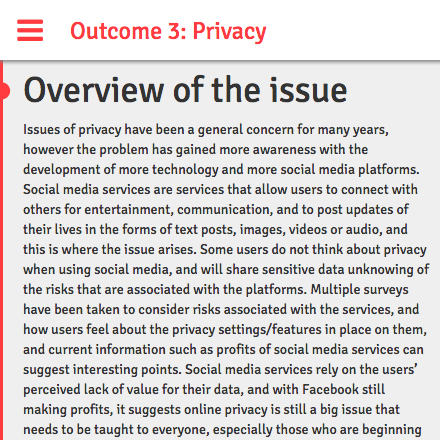 Outcome 3: Privacy
Overview of the issue
Issues of privacy have been a general concern for many years,
however the problem has gained more awareness with the
development of more technology and more social media platforms.
Social media services are services that allow users to connect with
others for entertainment, communication, and to post updates of
their lives in the forms of text posts, images, videos or audio, and
this is where the issue arises. Some users do not think about privacy
when using social media, and will share sensitive data unknowing of
the risks that are associated with the platforms. Multiple surveys
have been taken to consider risks associated with the services, and
how users feel about the privacy settings/features in place on them,
and current information such as profits of social media services can
suggest interesting points. Social media services rely on the users’
perceived lack of value for their data, and with Facebook still
making profits, it suggests online privacy is still a big issue that
needs to be taught to everyone, especially those who are beginning